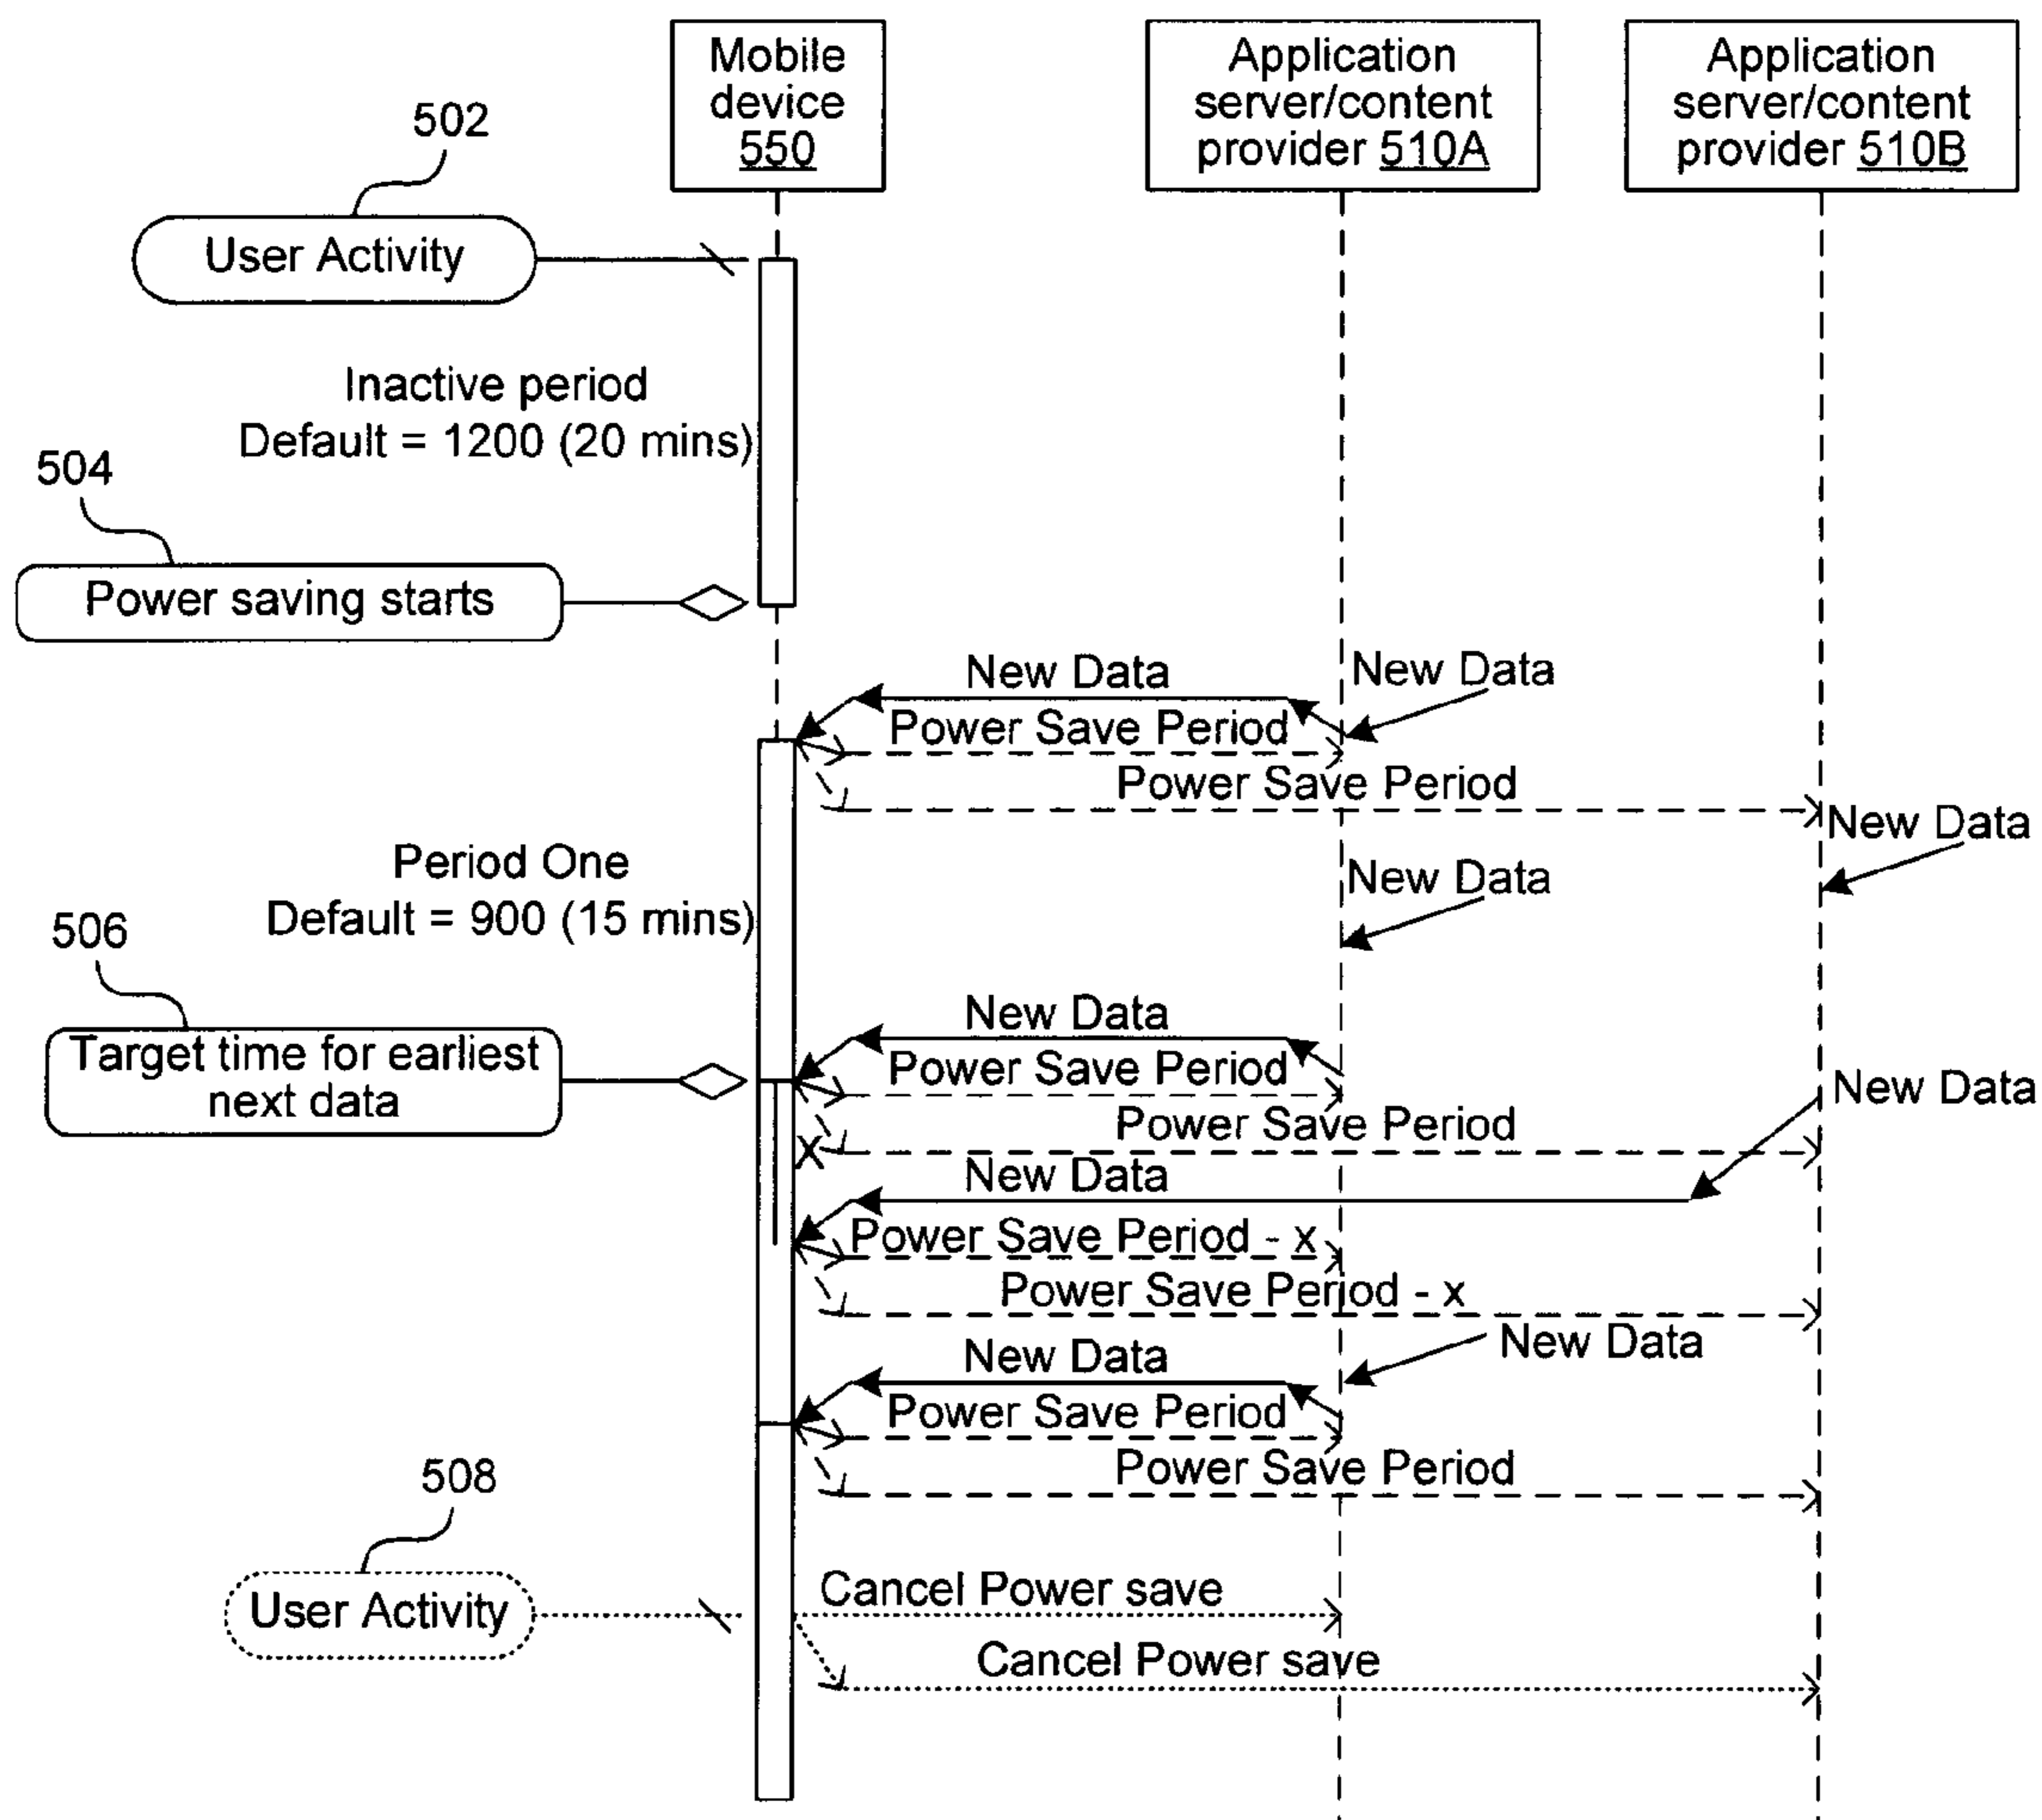 Mobile
device
550
Application
server/content
provider 510A
Application
server/content
provider 510B
502
User Activity
Inactive period
Default = 1200 (20 mins)
504
Power saving starts
New Data
New Data
Power Save Period
Power Save Period
New Data
Period One
Default = 900 (15 mins)
New Data
506
Target time for earliest
next data
New Data
Power Save Period
New Data
Power Save Period
x
New Data
Power Save Period - x
Power Save Period - x
New Data
New Data
Power Save Period
Power Save Period
508
User Activity
Cancel Power save
Cancel Power save